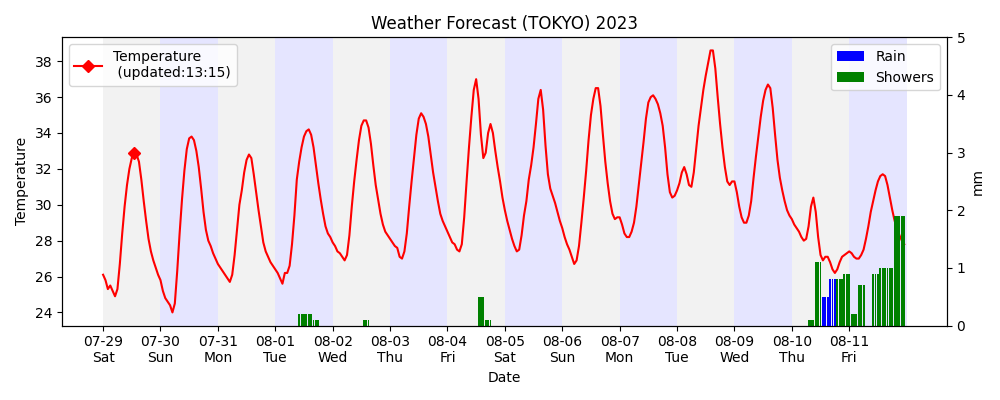 Weather Forecast (TOKYO) 2023
Temperature
(updated:13:15)
Rain
Showers
Temperature
38
36
34
32
30
28
26
24
5
4
3
2
1
0
mm
07-29 07-30 07-31 08-01 08-02 08-03 08-04 08-05 08-06 08-07 08-08 08-09 08-10 08-11
Sat Sun Mon Tue Wed Thu Fri Sat Sun Mon Tue Wed Thu Fri
Date